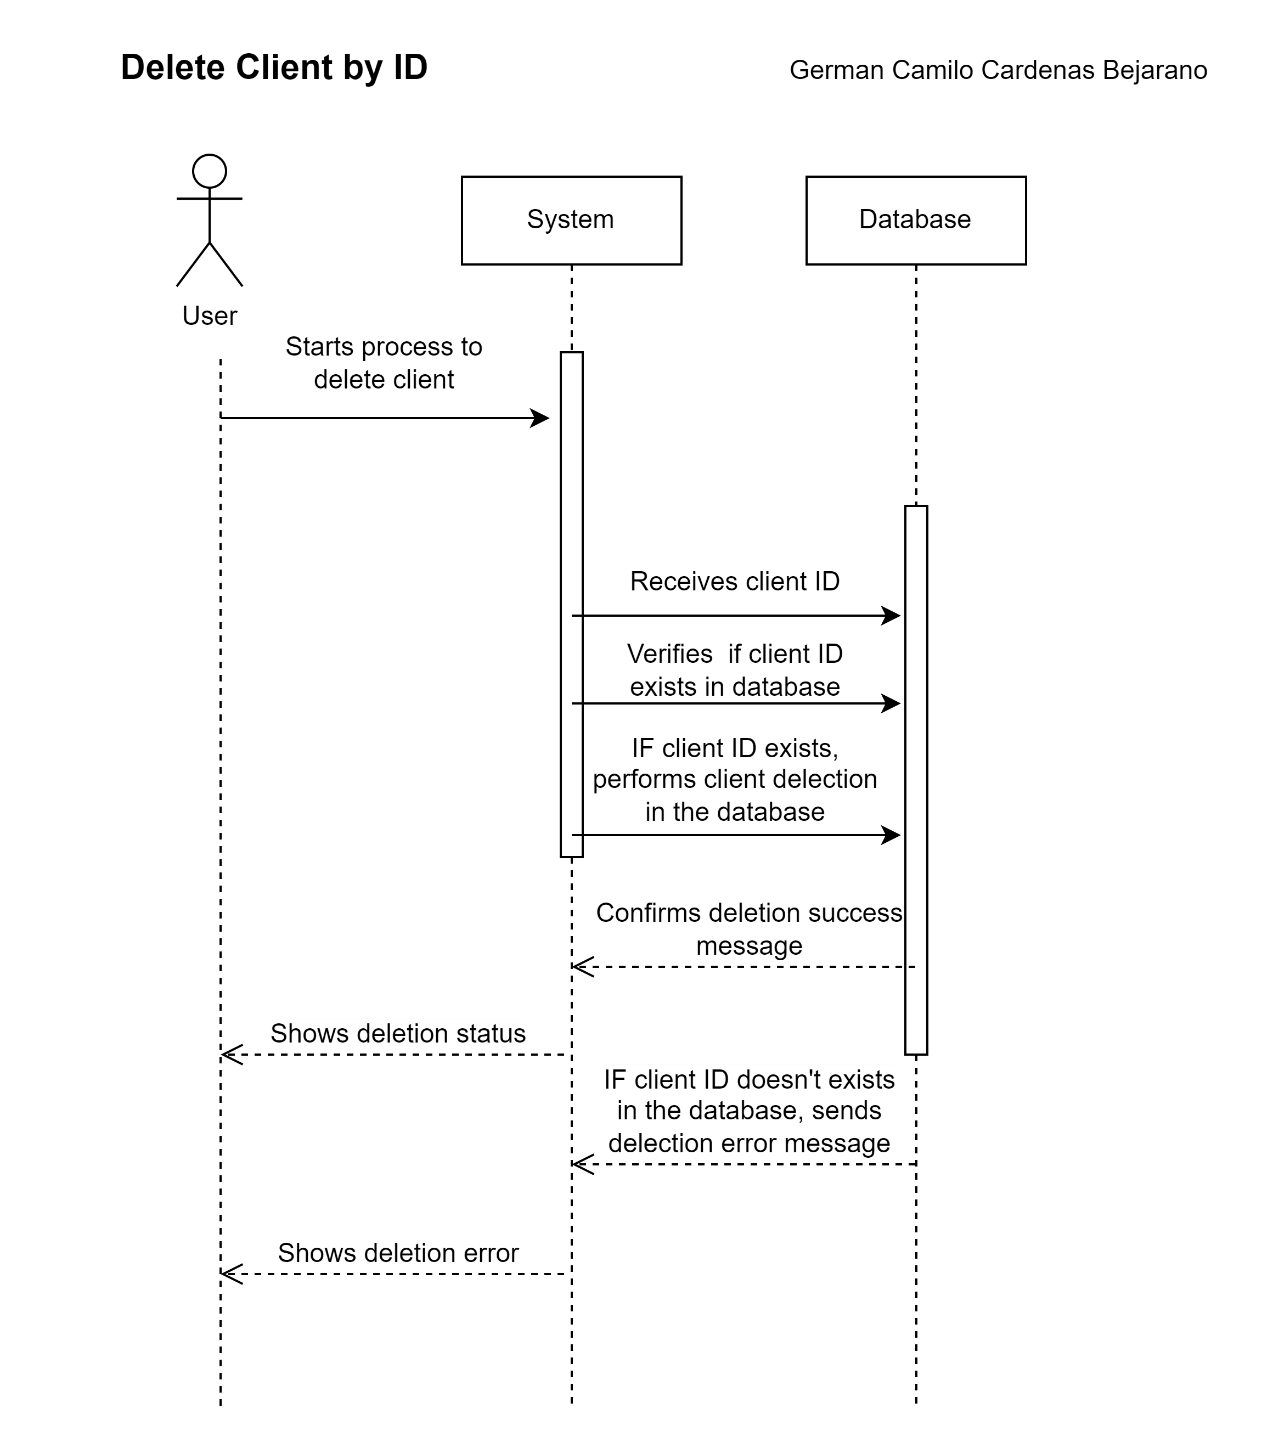 Delete Client by ID
German Camilo Cardenas Bejarano
System
Database
User
Starts process to
delete client
Receives client ID
Verifies  if client ID
exists in database
IF client ID exists,
performs client delection
in the database
Confirms deletion success
message
Shows deletion status
IF client ID doesn't exists
in the database, sends
delection error message
Shows deletion error